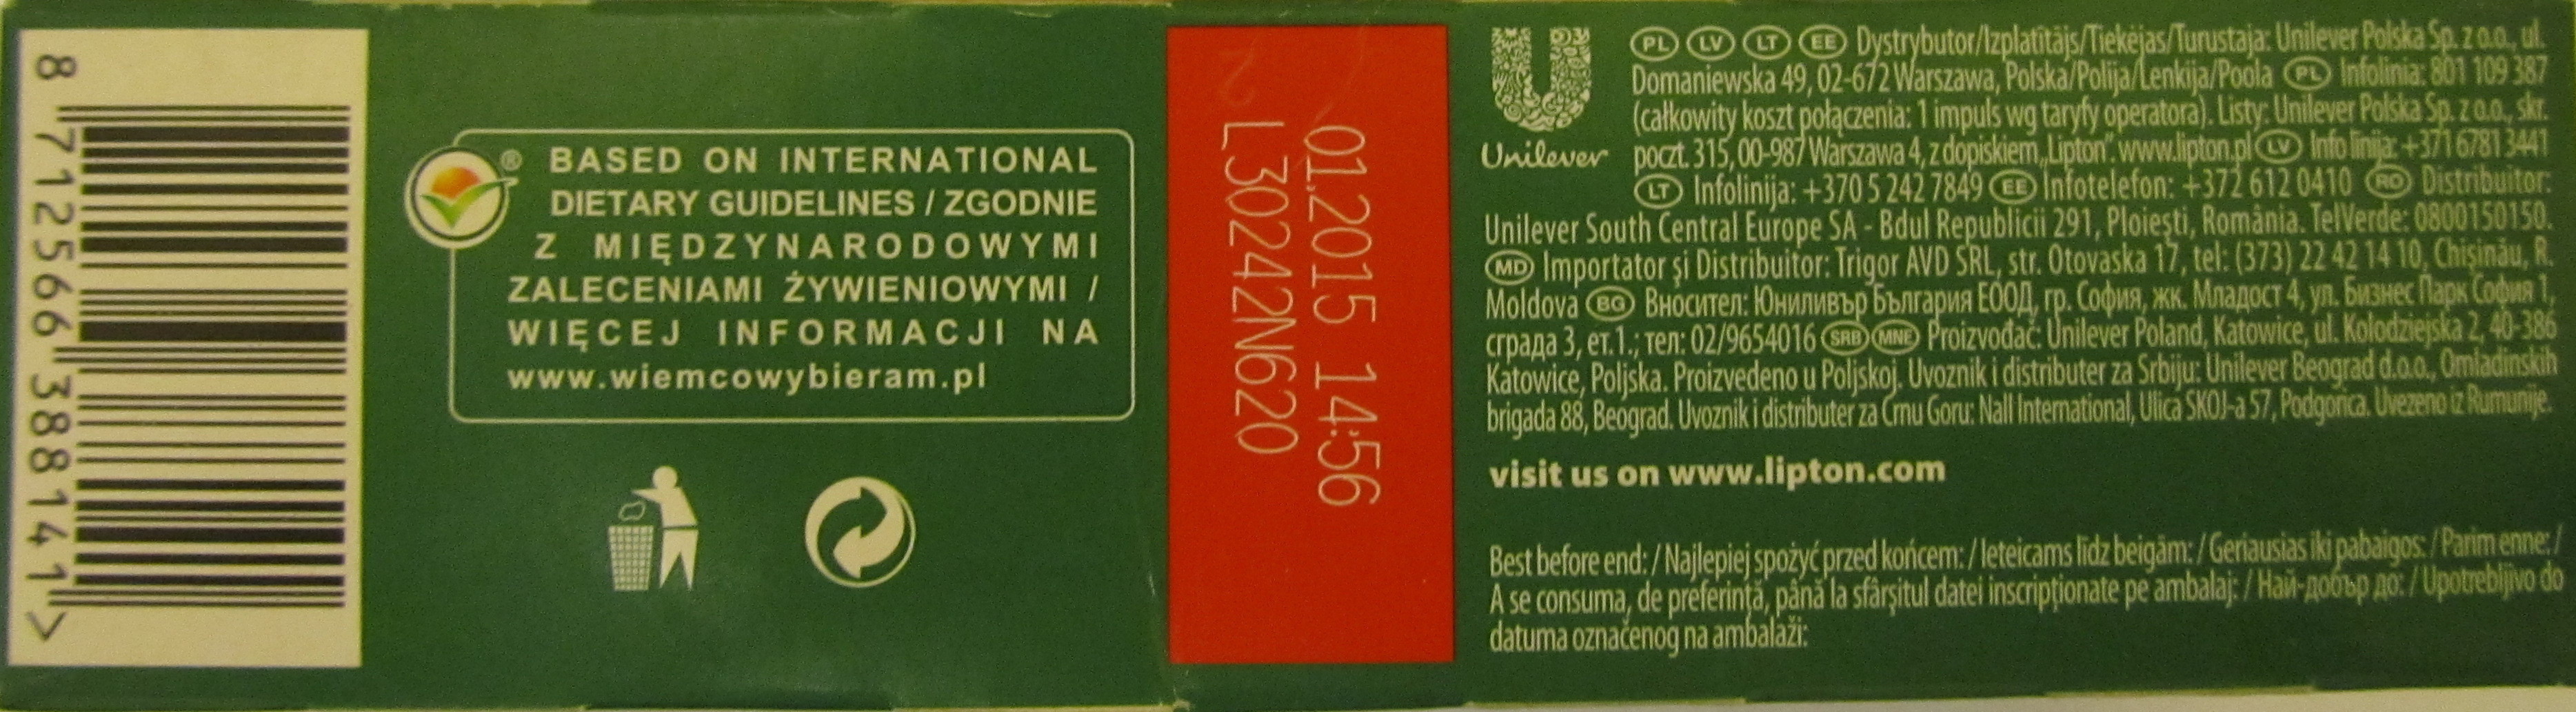 8 712566 388141 >
® BASED ON INTERNATIONAL
DIETARY GUIDELINES / ZGODNIE
Z MIĘDZYNARODOWYMI
ZALECENIAMI ŻYWIENIOWYMI /
WIĘCEJ INFORMACJI NA
www.wiemcowybieram.pl
01.2015 14:56
L30242N620
Unilever
PL LV LT EE Dystrybutor/Izplatītājs/Tiekėjas/Turustaja: Unilever Polska Sp. z o.o., ul.
Domaniewska 49, 02-672 Warszawa, Polska/Polija/Lenkija/Poola PL Infolinia: 801 109 387
(całkowity koszt połączenia: 1 impuls wg taryfy operatora). Listy: Unilever Polska Sp. z o.o., skr.
poczt. 315, 00-987 Warszawa 4, z dopiskiem „Lipton”. www.lipton.pl LV Info linija: +371 6781 3441
LT Infolinija: +370 5 242 7849 EE Infotelefon: +372 612 0410 RO Distribuitor:
Unilever South Central Europe SA - Bdul Republicii 291, Ploieşti, România. TelVerde: 0800150150.
MD Importator şi Distribuitor: Trigor AVD SRL, str. Otovaska 17, tel: (373) 22 42 14 10, Chişinău, R.
Moldova BG Вносител: Юниливър България ЕООД, гр. София, жк. Младост 4, ул. Бизнес Парк София 1,
сграда 3, ет.1.; тел: 02/9654016 SRB MNE Proizvođač: Unilever Poland, Katowice, ul. Kolodziejska 2, 40-386
Katowice, Poljska. Proizvedeno u Poljskoj. Uvoznik i distributer za Srbiju: Unilever Beograd d.o.o., Omladinskih
brigada 88, Beograd. Uvoznik i distributer za Crnu Goru: Nall International, Ulica SKOJ-a 57, Podgorica. Uvezeno iz Rumunije.
visit us on www.lipton.com
Best before end: / Najlepiej spożyć przed końcem: / Ieteicams līdz beigām: / Geriausias iki pabaigos: / Parim enne: /
A se consuma, de preferinţă, până la sfârşitul datei inscripţionate pe ambalaj: / Най-добър до: / Upotrebljivo do
datuma označenog na ambalaži: